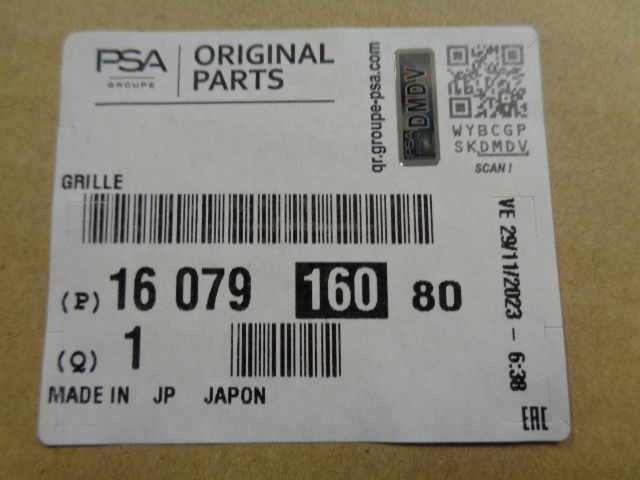 PSA
GROUPE
ORIGINAL
PARTS
qr.groupe-psa.com
PSA
DMDV
WYBCGP
SKDMDV
SCAN!
GRILLE
(P) 16 079 160 80
(Q) 1
MADE IN JP JAPON
VE 29/11/2023 - 6:38
EAC